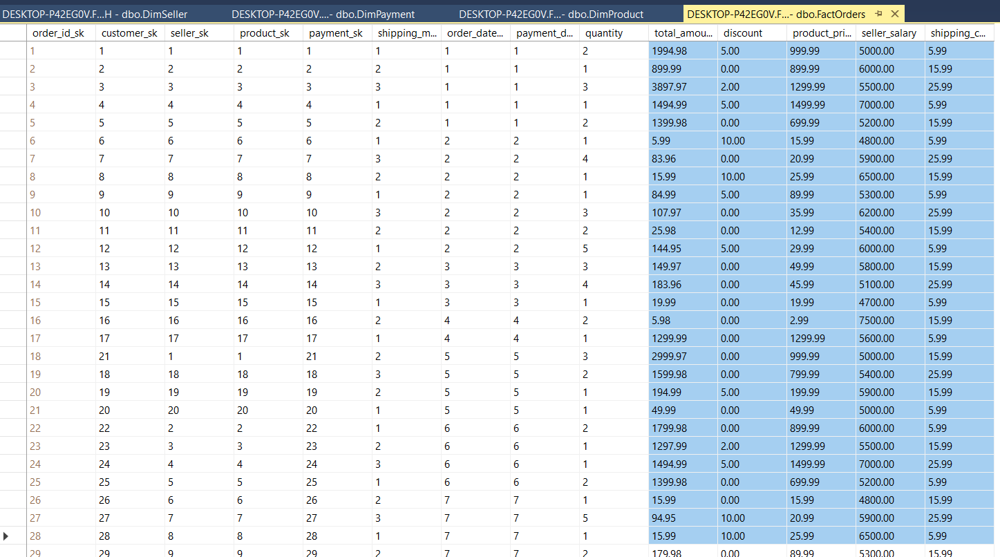 DESKTOP-P42EG0V.F...H - dbo.DimSeller DESKTOP-P42EG0V....- dbo.DimPayment DESKTOP-P42EG0V.F...- dbo.DimProduct DESKTOP-P42EG0V.F...- dbo.FactOrders
order_id_sk customer_sk seller_sk product_sk payment_sk shipping_m... order_date... payment_d... quantity total_amou... discount product_pri... seller_salary shipping_c...
1 1 1 1 1 1 1 1 2 1994.98 5.00 999.99 5000.00 5.99
2 2 2 2 2 2 1 1 1 899.99 0.00 899.99 6000.00 15.99
3 3 3 3 3 3 1 1 3 3897.97 2.00 1299.99 5500.00 25.99
4 4 4 4 4 1 1 1 1 1494.99 5.00 1499.99 7000.00 5.99
5 5 5 5 5 2 1 1 2 1399.98 0.00 699.99 5200.00 15.99
6 6 6 6 6 1 2 2 1 5.99 10.00 15.99 4800.00 5.99
7 7 7 7 7 3 2 2 4 83.96 0.00 20.99 5900.00 25.99
8 8 8 8 8 2 2 2 1 15.99 10.00 25.99 6500.00 15.99
9 9 9 9 9 1 2 2 1 84.99 5.00 89.99 5300.00 5.99
10 10 10 10 10 3 2 2 3 107.97 0.00 35.99 6200.00 25.99
11 11 11 11 11 2 2 2 2 25.98 0.00 12.99 5400.00 15.99
12 12 12 12 12 1 2 2 5 144.95 5.00 29.99 6000.00 5.99
13 13 13 13 13 2 3 3 3 149.97 0.00 49.99 5800.00 15.99
14 14 14 14 14 3 3 3 4 183.96 0.00 45.99 5100.00 25.99
15 15 15 15 15 1 3 3 1 19.99 0.00 19.99 4700.00 5.99
16 16 16 16 16 2 4 4 2 5.98 0.00 2.99 7500.00 15.99
17 17 17 17 17 1 4 4 1 1299.99 0.00 1299.99 5600.00 5.99
18 21 1 1 21 2 5 5 3 2999.97 0.00 999.99 5000.00 15.99
19 18 18 18 18 3 5 5 2 1599.98 0.00 799.99 5400.00 25.99
20 19 19 19 19 2 5 5 1 194.99 5.00 199.99 5900.00 15.99
21 20 20 20 20 1 5 5 1 49.99 0.00 49.99 5000.00 5.99
22 22 2 2 22 1 6 6 2 1799.98 0.00 899.99 6000.00 5.99
23 23 3 3 23 2 6 6 1 1297.99 2.00 1299.99 5500.00 15.99
24 24 4 4 24 3 6 6 1 1494.99 5.00 1499.99 7000.00 25.99
25 25 5 5 25 1 6 6 2 1399.98 0.00 699.99 5200.00 5.99
26 26 6 6 26 2 7 7 1 15.99 0.00 15.99 4800.00 15.99
27 27 7 7 27 3 7 7 5 94.95 10.00 20.99 5900.00 25.99
28 28 8 8 28 1 7 7 1 15.99 10.00 25.99 6500.00 5.99
29 29 9 9 29 2 7 7 2 179.98 0.00 89.99 5300.00 15.99